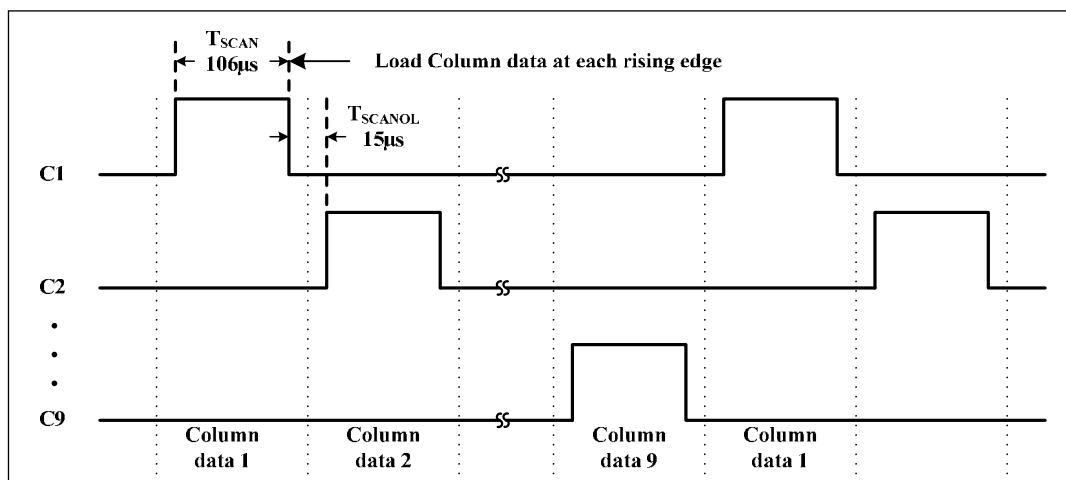 TSCAN
106μs
Load Column data at each rising edge
TSCANOL
15μs
C1
C2
C9
Column data 1
Column data 2
Column data 9
Column data 1